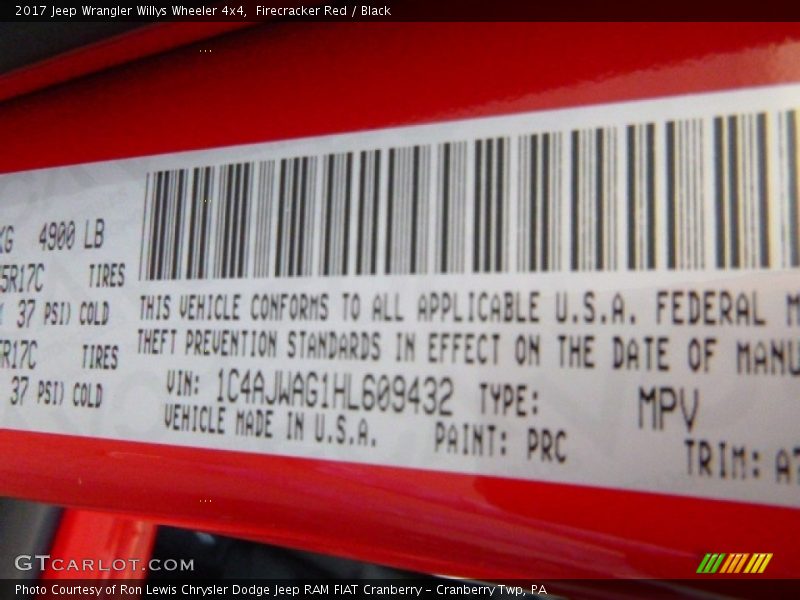 2017 Jeep Wrangler Willys Wheeler 4x4, Firecracker Red / Black
KG 4900 LB
5R17C TIRES
37 PSI) COLD
5R17C TIRES
37 PSI) COLD
THIS VEHICLE CONFORMS TO ALL APPLICABLE U.S.A. FEDERAL M
THEFT PREVENTION STANDARDS IN EFFECT ON THE DATE OF MANU
VIN: 1C4AJWAG1HL609432 TYPE: MPV
VEHICLE MADE IN U.S.A. PAINT: PRC TRIM: A7
GTCARLOT.COM
Photo Courtesy of Ron Lewis Chrysler Dodge Jeep RAM FIAT Cranberry - Cranberry Twp, PA